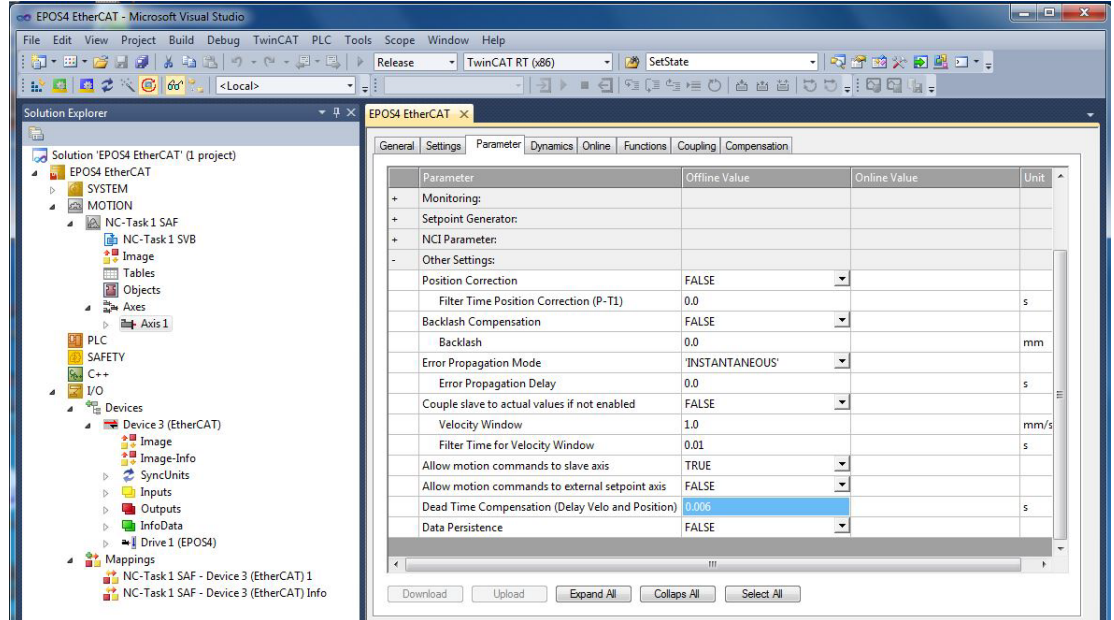 EPOS4 EtherCAT - Microsoft Visual Studio
File Edit View Project Build Debug TwinCAT PLC Tools Scope Window Help
Release TwinCAT RT (x86) SetState
<Local>
Solution Explorer
Solution 'EPOS4 EtherCAT' (1 project)
EPOS4 EtherCAT
SYSTEM
MOTION
NC-Task 1 SAF
NC-Task 1 SVB
Image
Tables
Objects
Axes
Axis 1
PLC
SAFETY
C++
I/O
Devices
Device 3 (EtherCAT)
Image
Image-Info
SyncUnits
Inputs
Outputs
InfoData
Drive 1 (EPOS4)
Mappings
NC-Task 1 SAF - Device 3 (EtherCAT) 1
NC-Task 1 SAF - Device 3 (EtherCAT) Info
EPOS4 EtherCAT
General Settings Parameter Dynamics Online Functions Coupling Compensation
Parameter Offline Value Online Value Unit
+ Monitoring:
+ Setpoint Generator:
+ NCI Parameter:
- Other Settings:
Position Correction FALSE
Filter Time Position Correction (P-T1) 0.0 s
Backlash Compensation FALSE
Backlash 0.0 mm
Error Propagation Mode 'INSTANTANEOUS'
Error Propagation Delay 0.0 s
Couple slave to actual values if not enabled FALSE
Velocity Window 1.0 mm/s
Filter Time for Velocity Window 0.01 s
Allow motion commands to slave axis TRUE
Allow motion commands to external setpoint axis FALSE
Dead Time Compensation (Delay Velo and Position) 0.006 s
Data Persistence FALSE
Download Upload Expand All Collaps All Select All